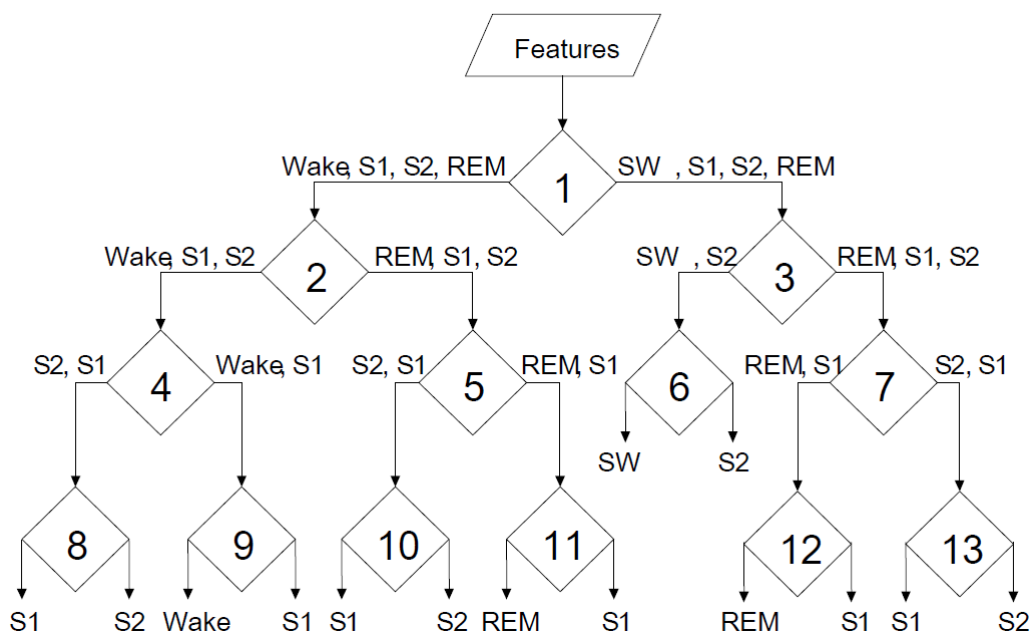 Features
Wake, S1, S2, REM
SW , S1, S2, REM
1
Wake, S1, S2
REM, S1, S2
SW , S2
REM, S1, S2
2
3
S2, S1
Wake, S1
S2, S1
REM, S1
REM, S1
S2, S1
4
5
6
7
SW
S2
8
9
10
11
12
13
S1
S2
Wake
S1
S1
S2
REM
S1
REM
S1
S1
S2